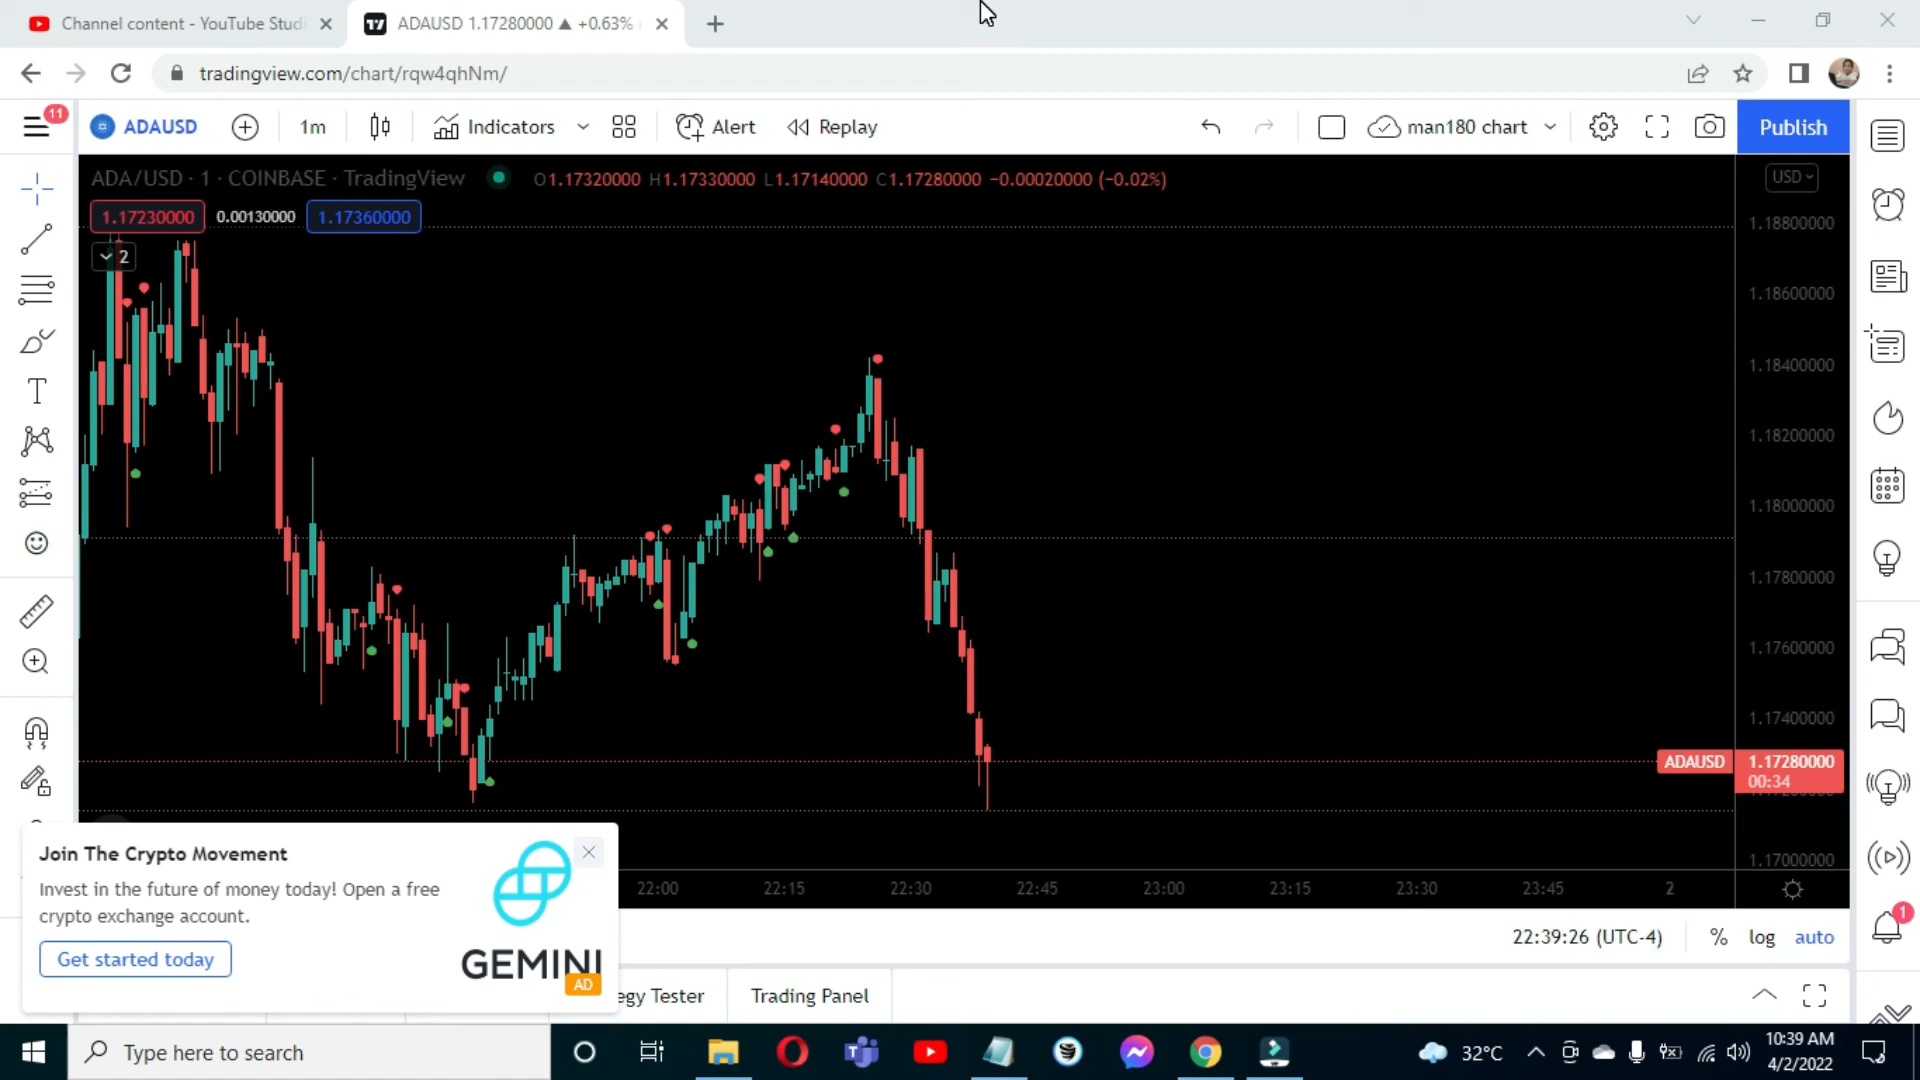 Channel content - YouTube Studi
ADAUSD 1.17280000 ▲ +0.63%
tradingview.com/chart/rqw4qhNm/
11
ADAUSD
1m
Indicators
Alert
Replay
man180 chart
Publish
ADA/USD · 1 · COINBASE · TradingView
O1.17320000 H1.17330000 L1.17140000 C1.17280000 −0.00020000 (−0.02%)
USD
1.17230000 0.00130000 1.17360000
2
1.18800000
1.18600000
1.18400000
1.18200000
1.18000000
1.17800000
1.17600000
1.17400000
ADAUSD 1.17280000
00:34
1.17000000
22:00 22:15 22:30 22:45 23:00 23:15 23:30 23:45 2
Join The Crypto Movement
Invest in the future of money today! Open a free
crypto exchange account.
Get started today
GEMINI
AD
22:39:26 (UTC-4) % log auto
1
egy Tester
Trading Panel
Type here to search
32°C
10:39 AM
4/2/2022